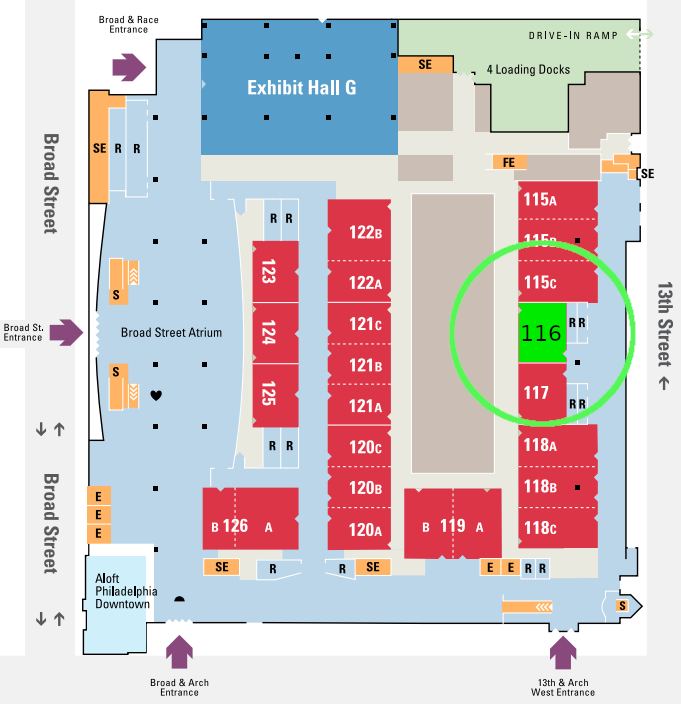 Broad & Race
Entrance
DRIVE-IN RAMP
Exhibit Hall G
SE
4 Loading Docks
Broad Street
SE
R
R
FE
SE
115A
R R
115B
122B
123
115C
122A
S
13th Street
Broad St.
Entrance
Broad Street Atrium
124
121C
116
R R
121B
S
125
117
121A
R R
120C
118A
R R
Broad Street
120B
118B
E
E
E
B 126 A
120A
B 119 A
118C
SE
R
R
SE
E
E
R R
Aloft
Philadelphia
Downtown
S
Broad & Arch
Entrance
13th & Arch
West Entrance